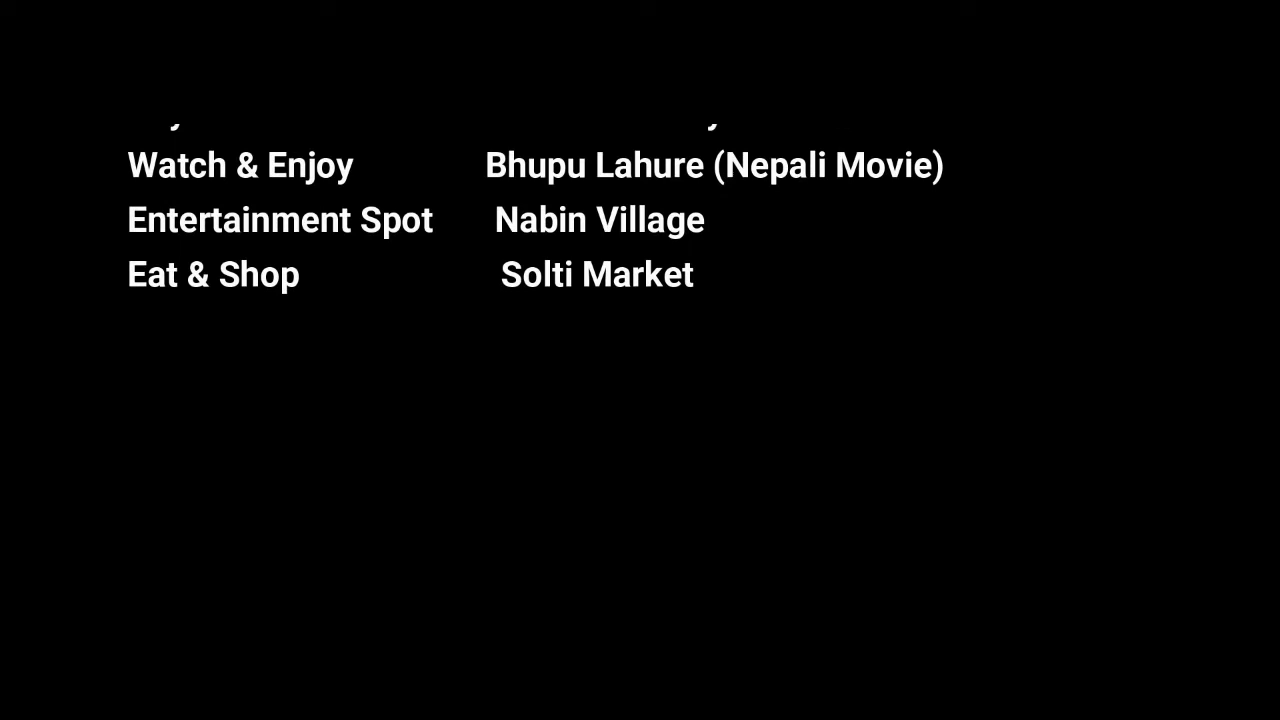 Watch & Enjoy Bhupu Lahure (Nepali Movie)
Entertainment Spot Nabin Village
Eat & Shop Solti Market